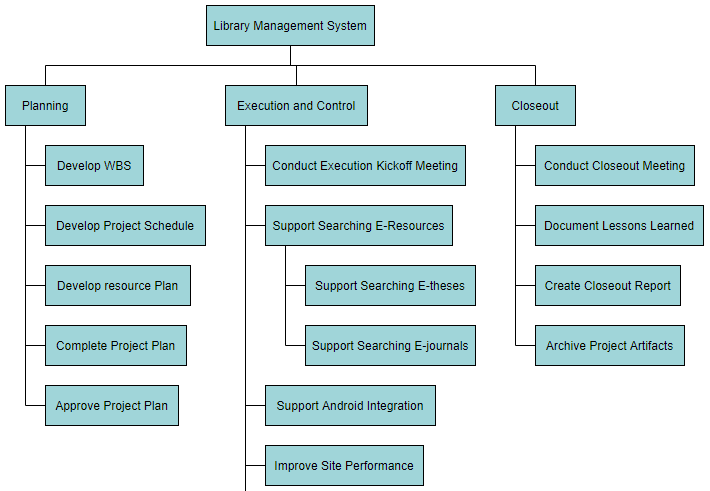 Library Management System
Planning
Execution and Control
Closeout
Develop WBS
Develop Project Schedule
Develop resource Plan
Complete Project Plan
Approve Project Plan
Conduct Execution Kickoff Meeting
Support Searching E-Resources
Support Searching E-theses
Support Searching E-journals
Support Android Integration
Improve Site Performance
Conduct Closeout Meeting
Document Lessons Learned
Create Closeout Report
Archive Project Artifacts